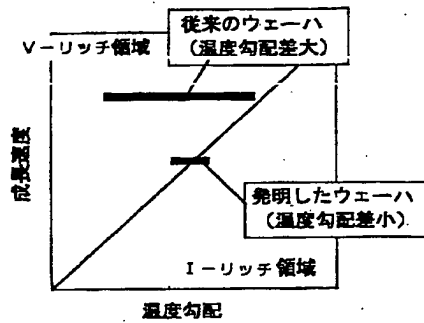 従来のウェーハ
(温度勾配差大)
V－リッチ領域
成長速度
発明したウェーハ
(温度勾配差小)
I－リッチ領域
温度勾配